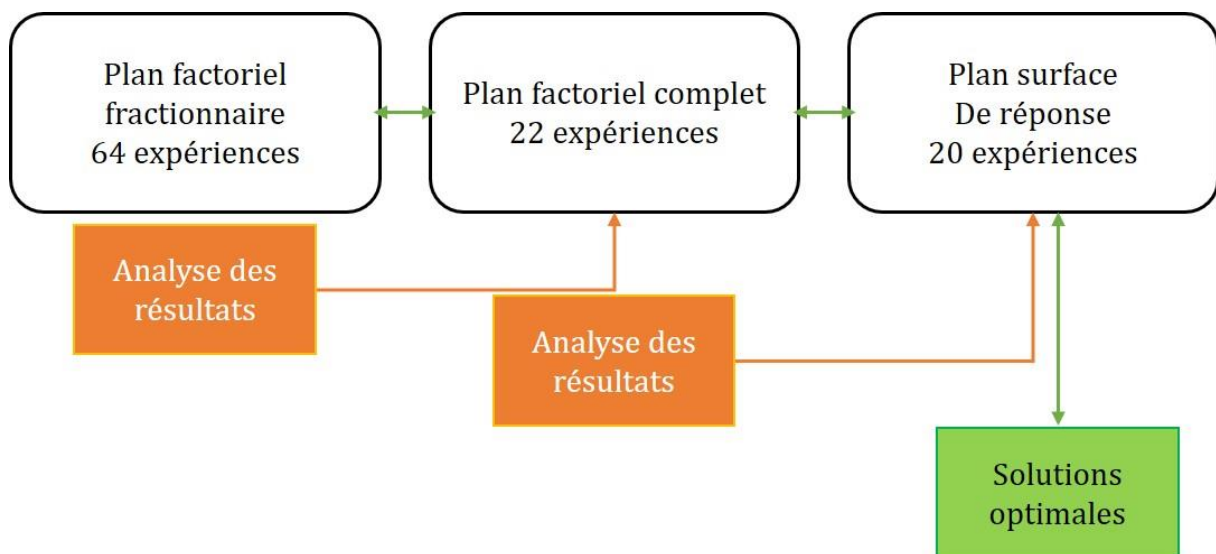 Plan factoriel
fractionnaire
64 expériences
Plan factoriel complet
22 expériences
Plan surface
De réponse
20 expériences
Analyse des
résultats
Analyse des
résultats
Solutions
optimales